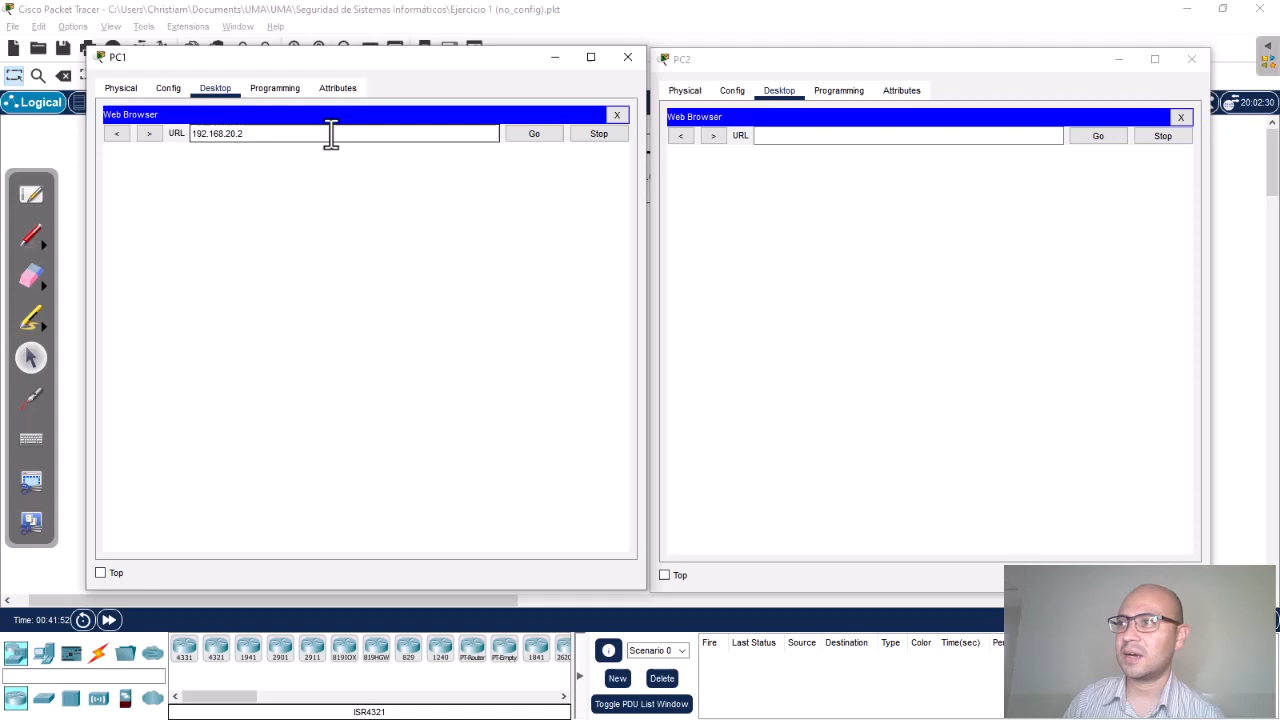 Cisco Packet Tracer - C:\Users\Christiam\Documents\UMA\UMA\Seguridad de Sistemas Informáticos\Ejercicio 1 (no_config).pkt
File Edit Options View Tools Extensions Window Help
PC1
Physical Config Desktop Programming Attributes
Web Browser X
< > URL 192.168.20.2 Go Stop
Top
PC2
Physical Config Desktop Programming Attributes
Web Browser X
< > URL Go Stop
Top
Logical
20:02:30
Time: 00:41:52
4331 4321 1941 2901 2911 819IOX 819HGW 829 1240 PT-Router PT-Empty 1841 2620
ISR4321
Scenario 0
New Delete
Toggle PDU List Window
Fire Last Status Source Destination Type Color Time(sec)